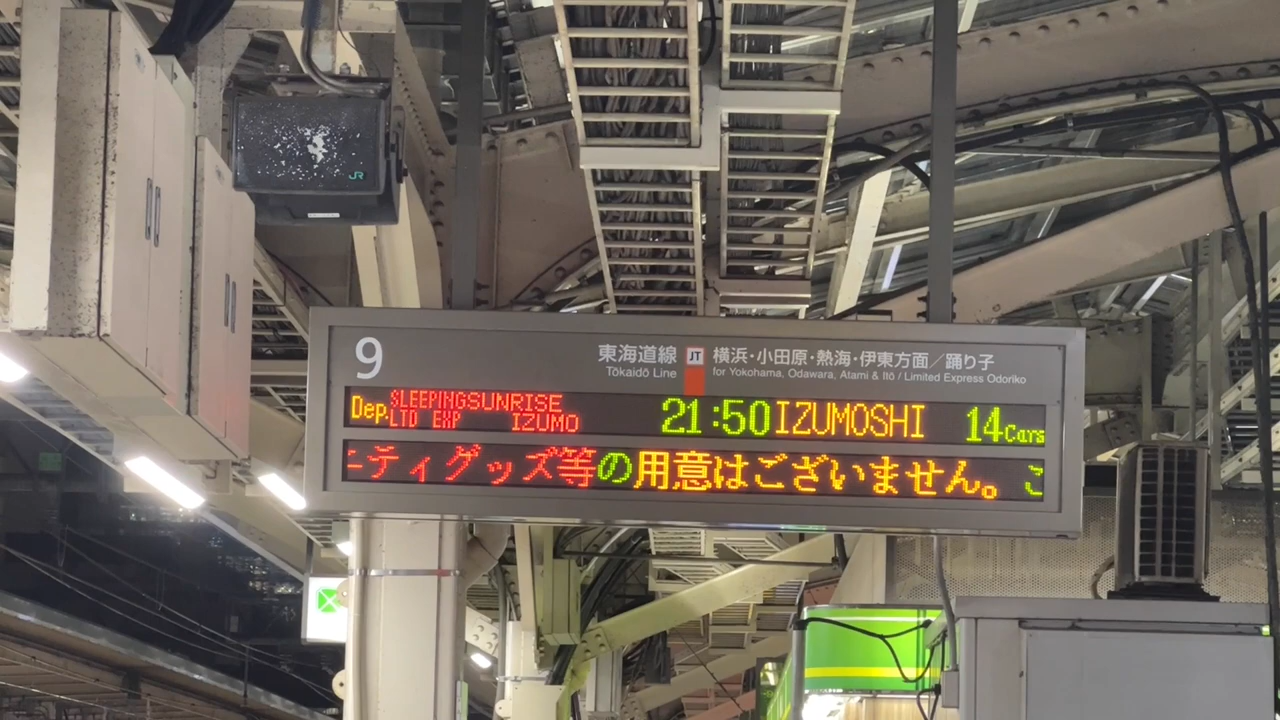 JR
9
東海道線 JT 横浜・小田原・熱海・伊東方面／踊り子
Tōkaidō Line for Yokohama, Odawara, Atami & Itō / Limited Express Odoriko
Dep. SLEEPING SUNRISE 21:50 IZUMOSHI 14Cars
LTD EXP IZUMO
ティグッズ等の用意はございません。こ